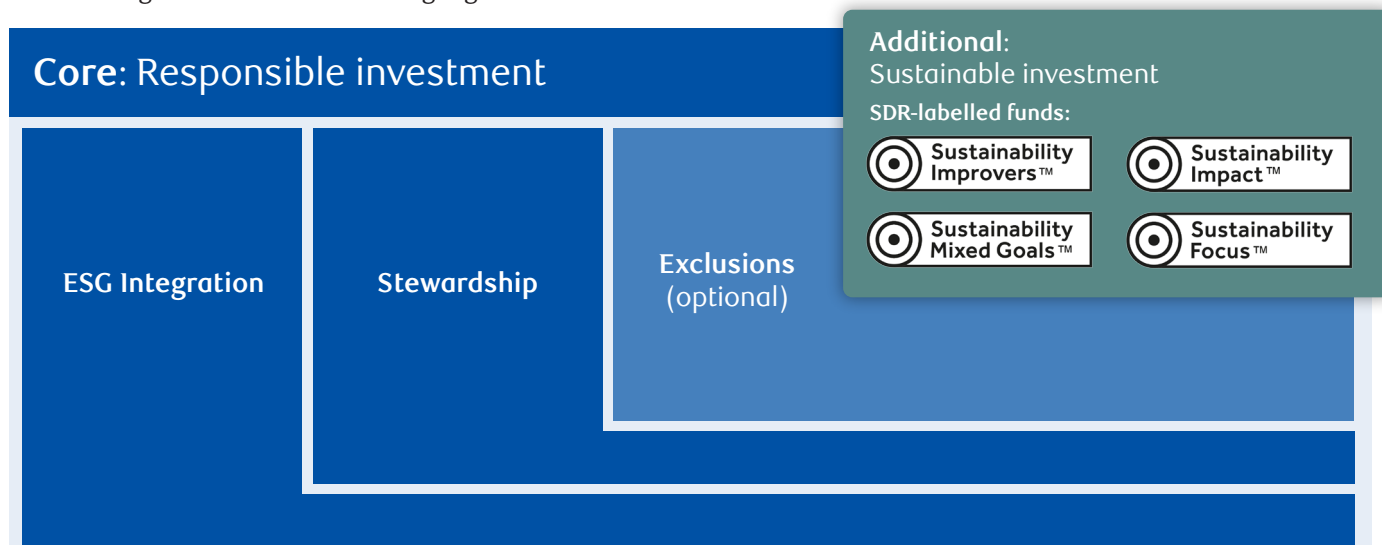 Core: Responsible investment
Additional:
Sustainable investment
SDR-labelled funds:
Sustainability
Improvers™
Sustainability
Impact™
Sustainability
Mixed Goals™
Sustainability
Focus™
ESG Integration
Stewardship
Exclusions
(optional)